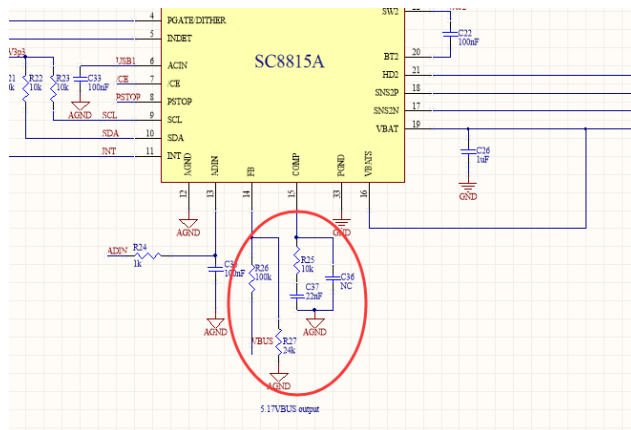 SW2
4 PGATE/DITHER
C22
100nF
5 INDET
SC8815A
BT2 20
V3p3
USB1 6 ACIN
HD2 21
R22
10k
R23
10k
C33
100nF
/CE 7 /CE
SNS2P 18
PSTOP 8 PSTOP
SNS2N 17
AGND
SCL 9 SCL
VBAT 19
SDA 10 SDA
INT 11 INT
C26
1uF
AGND
ADIN
FB
COMP
PGND
VBATS
12
13
14
15
33
16
GND
AGND
GND
ADIN R24
1k
100nF
R26
100k
R25
10k
C36
NC
C37
22nF
AGND
AGND
VBUS
R27
24k
AGND
5.17VBUS output